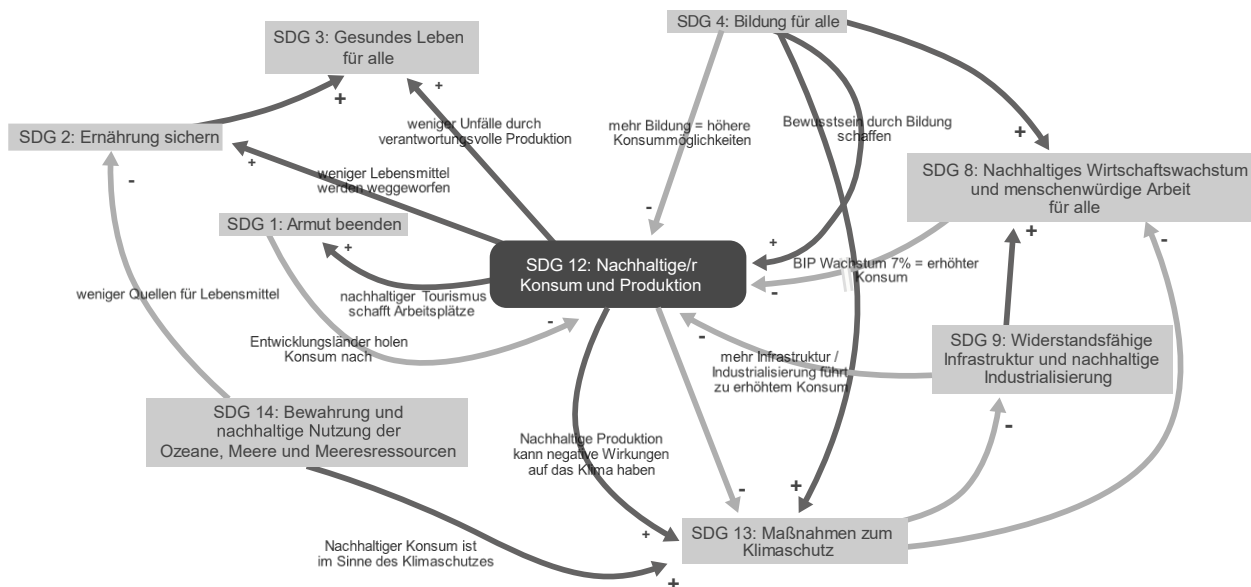 SDG 4: Bildung für alle
SDG 3: Gesundes Leben
für alle
+
+
SDG 2: Ernährung sichern
weniger Unfälle durch
verantwortungsvolle Produktion
mehr Bildung = höhere
Konsummöglichkeiten
Bewusstsein durch Bildung
schaffen
+
+
-
weniger Lebensmittel
werden weggeworfen
SDG 8: Nachhaltiges Wirtschaftswachstum
und menschenwürdige Arbeit
für alle
SDG 1: Armut beenden
-
+
-
+
+
SDG 12: Nachhaltige/r
Konsum und Produktion
BIP Wachstum 7% = erhöhter
Konsum
-
weniger Quellen für Lebensmittel
nachhaltiger Tourismus
schafft Arbeitsplätze
-
-
Entwicklungsländer holen
Konsum nach
SDG 9: Widerstandsfähige
Infrastruktur und nachhaltige
Industrialisierung
mehr Infrastruktur /
Industrialisierung führt
zu erhöhtem Konsum
SDG 14: Bewahrung und
nachhaltige Nutzung der
Ozeane, Meere und Meeresressourcen
-
Nachhaltige Produktion
kann negative Wirkungen
auf das Klima haben
-
+
+
SDG 13: Maßnahmen zum
Klimaschutz
Nachhaltiger Konsum ist
im Sinne des Klimaschutzes
+